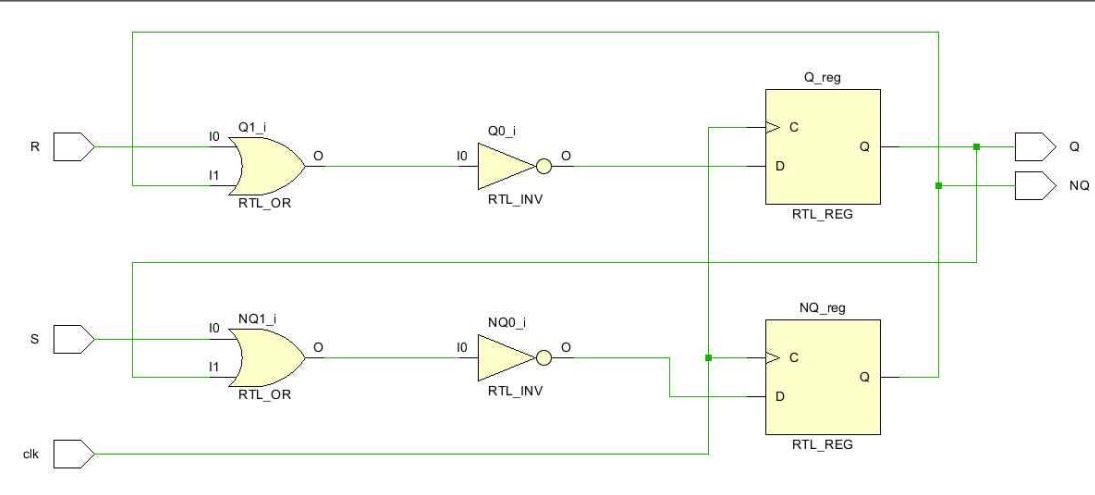 Q_reg
Q1_i
Q0_i
R
I0
O
I0
O
C
Q
Q
I1
D
NQ
RTL_OR
RTL_INV
RTL_REG
NQ_reg
NQ1_i
NQ0_i
S
I0
O
I0
O
C
I1
Q
RTL_OR
RTL_INV
D
clk
RTL_REG